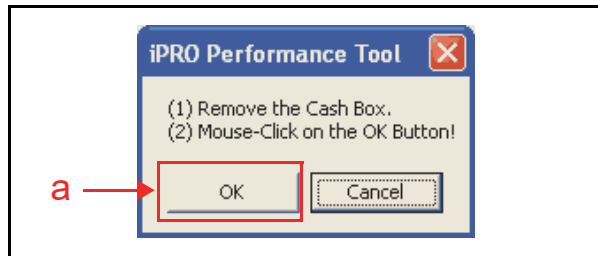 iPRO Performance Tool
(1) Remove the Cash Box.
(2) Mouse-Click on the OK Button!
a
OK
Cancel